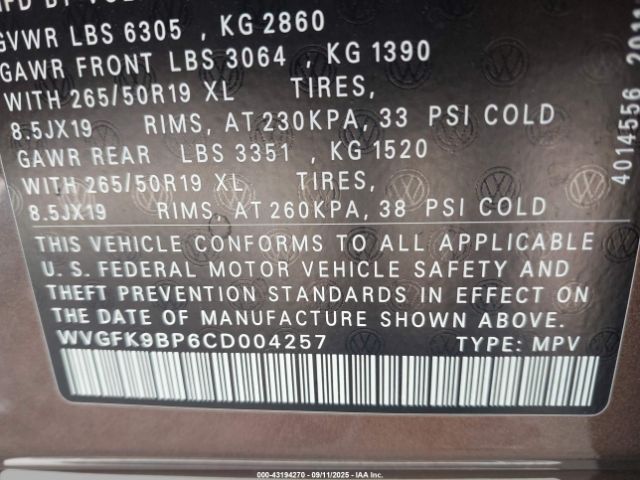 GVWR LBS 6305 , KG 2860
GAWR FRONT LBS 3064 , KG 1390
WITH 265/50R19 XL TIRES,
8.5JX19 RIMS, AT 230KPA, 33 PSI COLD
GAWR REAR LBS 3351 , KG 1520
WITH 265/50R19 XL TIRES,
8.5JX19 RIMS, AT 260KPA, 38 PSI COLD
THIS VEHICLE CONFORMS TO ALL APPLICABLE
U.S. FEDERAL MOTOR VEHICLE SAFETY AND
THEFT PREVENTION STANDARDS IN EFFECT ON
THE DATE OF MANUFACTURE SHOWN ABOVE.
WVGFK9BP6CD004257 TYPE: MPV
4014556
000-43194270 - 09/11/2025 - IAA INC.